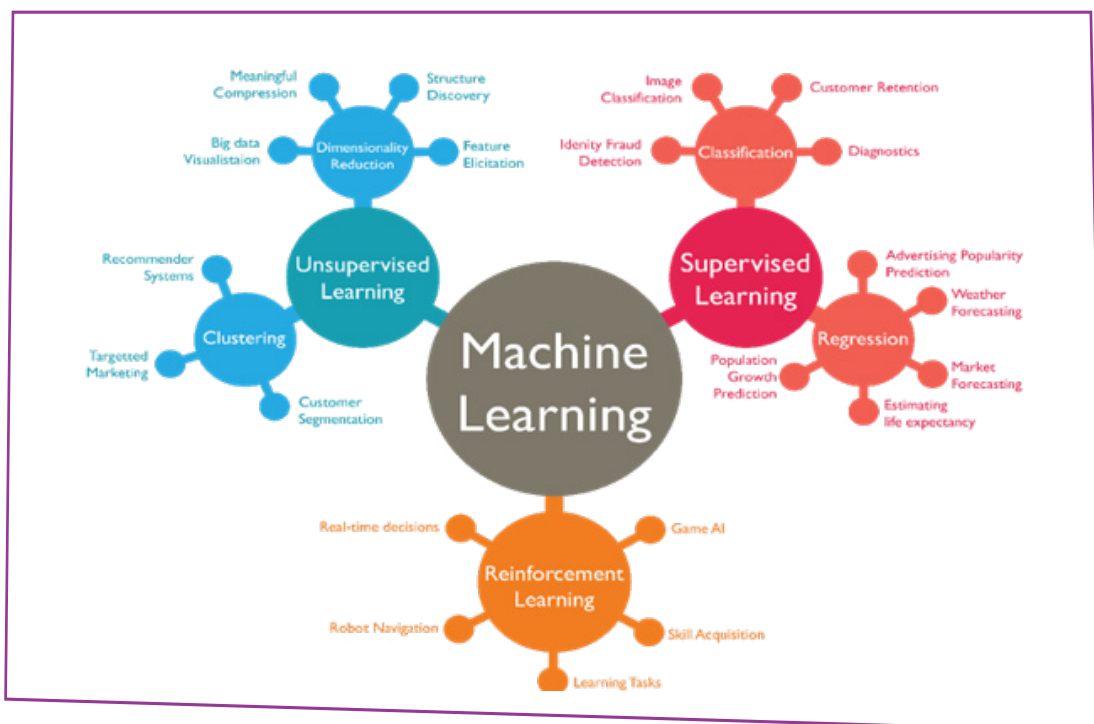 Meaningful
Compression
Structure
Discovery
Big data
Visualistaion
Dimensionality
Reduction
Feature
Elicitation
Image
Classification
Customer Retention
Idenity Fraud
Detection
Classification
Diagnostics
Recommender
Systems
Unsupervised
Learning
Clustering
Targetted
Marketing
Customer
Segmentation
Machine
Learning
Supervised
Learning
Advertising Popularity
Prediction
Weather
Forecasting
Regression
Population
Growth
Prediction
Market
Forecasting
Estimating
life expectancy
Real-time decisions
Game AI
Reinforcement
Learning
Robot Navigation
Skill Acquisition
Learning Tasks